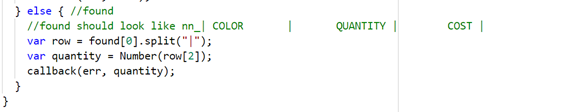 } else { //found
//found should look like nn_| COLOR | QUANTITY | COST |
var row = found[0].split("|");
var quantity = Number(row[2]);
callback(err, quantity);
}
}